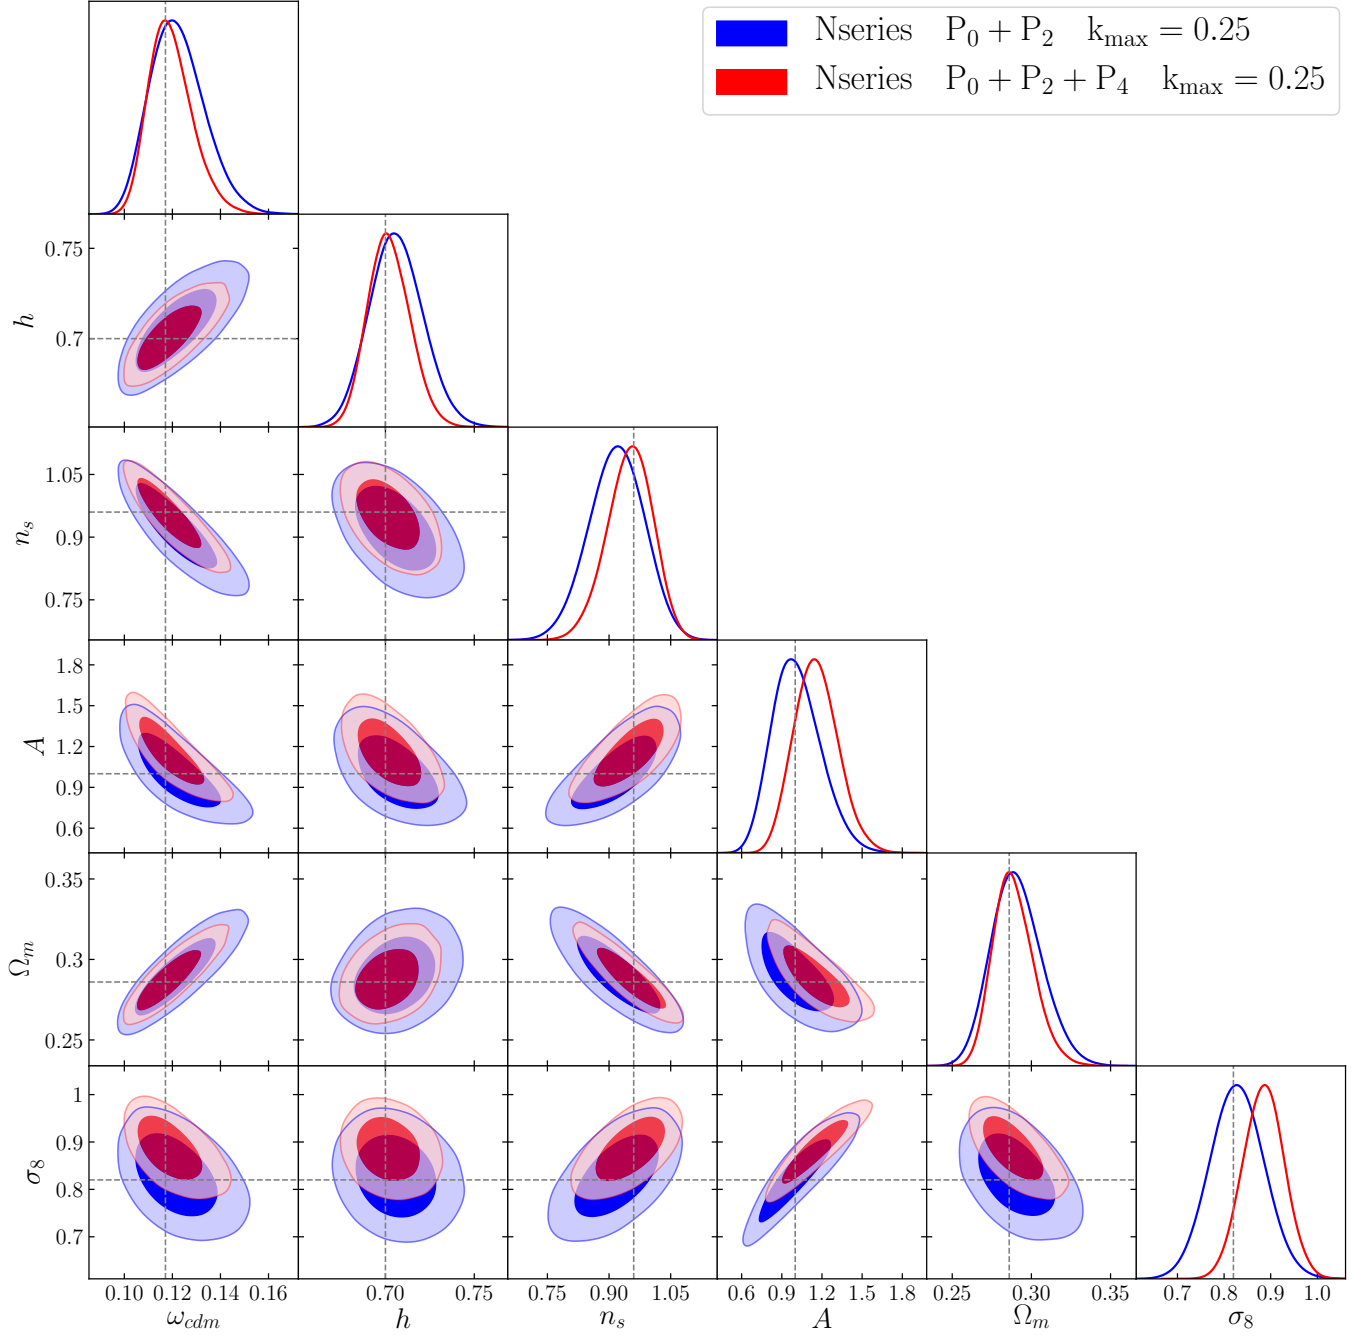 Nseries P₀ + P₂ kₘₐₓ = 0.25
Nseries P₀ + P₂ + P₄ kₘₐₓ = 0.25
0.75
0.7
h
1.05
0.9
0.75
nₛ
1.8
1.5
1.2
0.9
0.6
A
0.35
0.3
0.25
Ωₘ
1
0.9
0.8
0.7
σ₈
0.10 0.12 0.14 0.16 0.70 0.75 0.75 0.90 1.05 0.6 0.9 1.2 1.5 1.8 0.25 0.30 0.35 0.7 0.8 0.9 1.0
ω_cdm h nₛ A Ωₘ σ₈